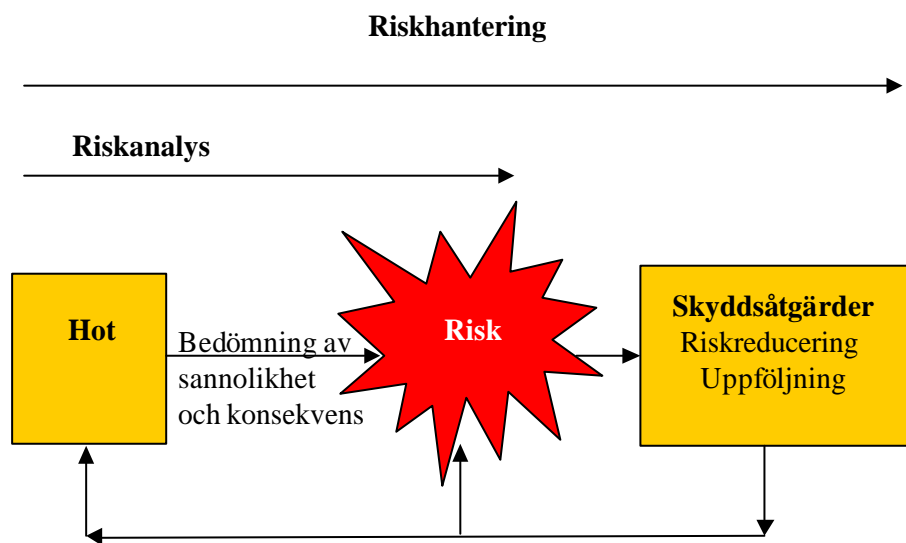 Riskhantering
Riskanalys
Hot
Bedömning av
sannolikhet
och konsekvens
Risk
Skyddsåtgärder
Riskreducering
Uppföljning